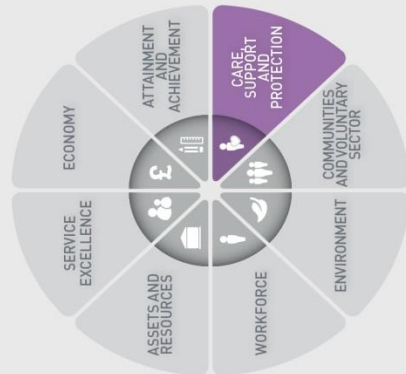 ECONOMY
ATTAINMENT
AND
ACHIEVEMENT
CARE,
SUPPORT
AND
PROTECTION
COMMUNITIES
AND VOLUNTARY
SECTOR
ENVIRONMENT
WORKFORCE
ASSETS AND
RESOURCES
SERVICE
EXCELLENCE
£